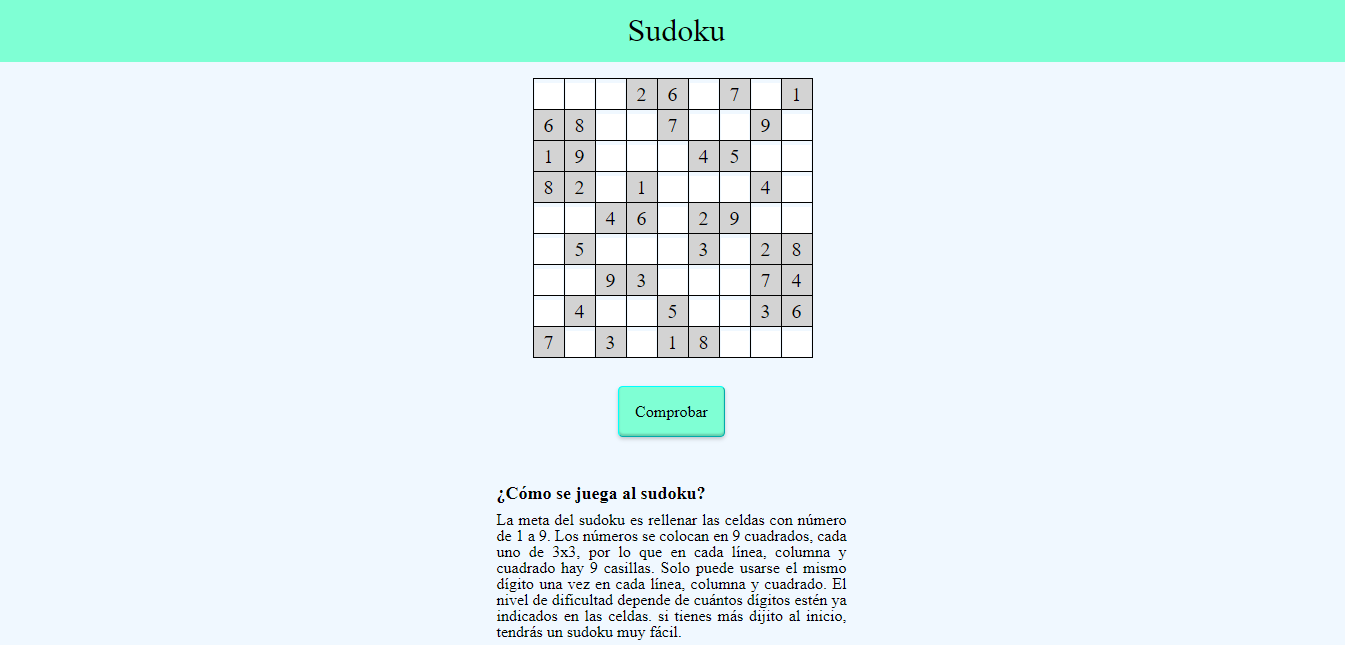 Sudoku
2 6 7 1
6 8 7 9
1 9 4 5
8 2 1 4
4 6 2 9
5 3 2 8
9 3 7 4
4 5 3 6
7 3 1 8
Comprobar
¿Cómo se juega al sudoku?
La meta del sudoku es rellenar las celdas con número
de 1 a 9. Los números se colocan en 9 cuadrados, cada
uno de 3x3, por lo que en cada línea, columna y
cuadrado hay 9 casillas. Solo puede usarse el mismo
dígito una vez en cada línea, columna y cuadrado. El
nivel de dificultad depende de cuántos dígitos estén ya
indicados en las celdas. si tienes más dijito al inicio,
tendrás un sudoku muy fácil.